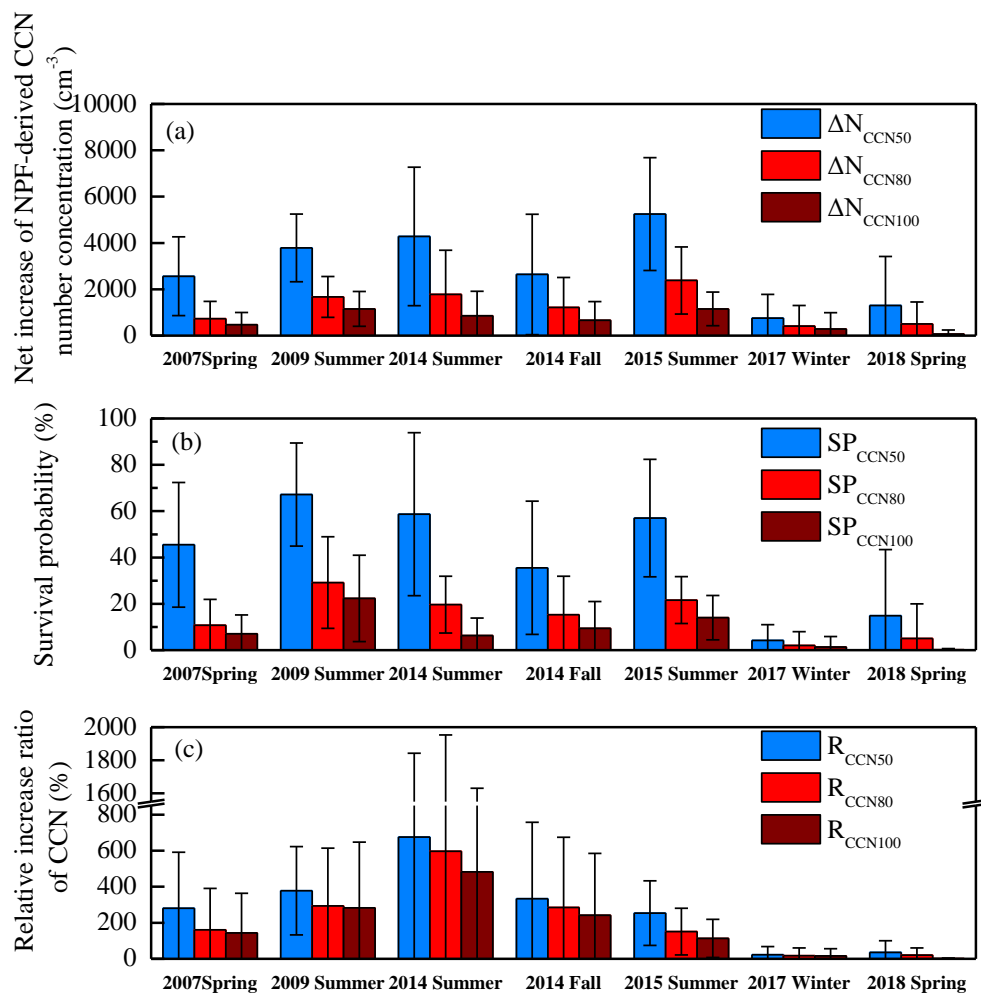 Net increase of NPF-derived CCN
number concentration (cm-3)
10000
8000
6000
4000
2000
0
(a)
ΔNCCN50
ΔNCCN80
ΔNCCN100
2007Spring 2009 Summer 2014 Summer 2014 Fall 2015 Summer 2017 Winter 2018 Spring
Survival probability (%)
100
80
60
40
20
0
(b)
SPCCN50
SPCCN80
SPCCN100
2007Spring 2009 Summer 2014 Summer 2014 Fall 2015 Summer 2017 Winter 2018 Spring
Relative increase ratio
of CCN (%)
2000
1800
1600
800
600
400
200
0
(c)
RCCN50
RCCN80
RCCN100
2007Spring 2009 Summer 2014 Summer 2014 Fall 2015 Summer 2017 Winter 2018 Spring